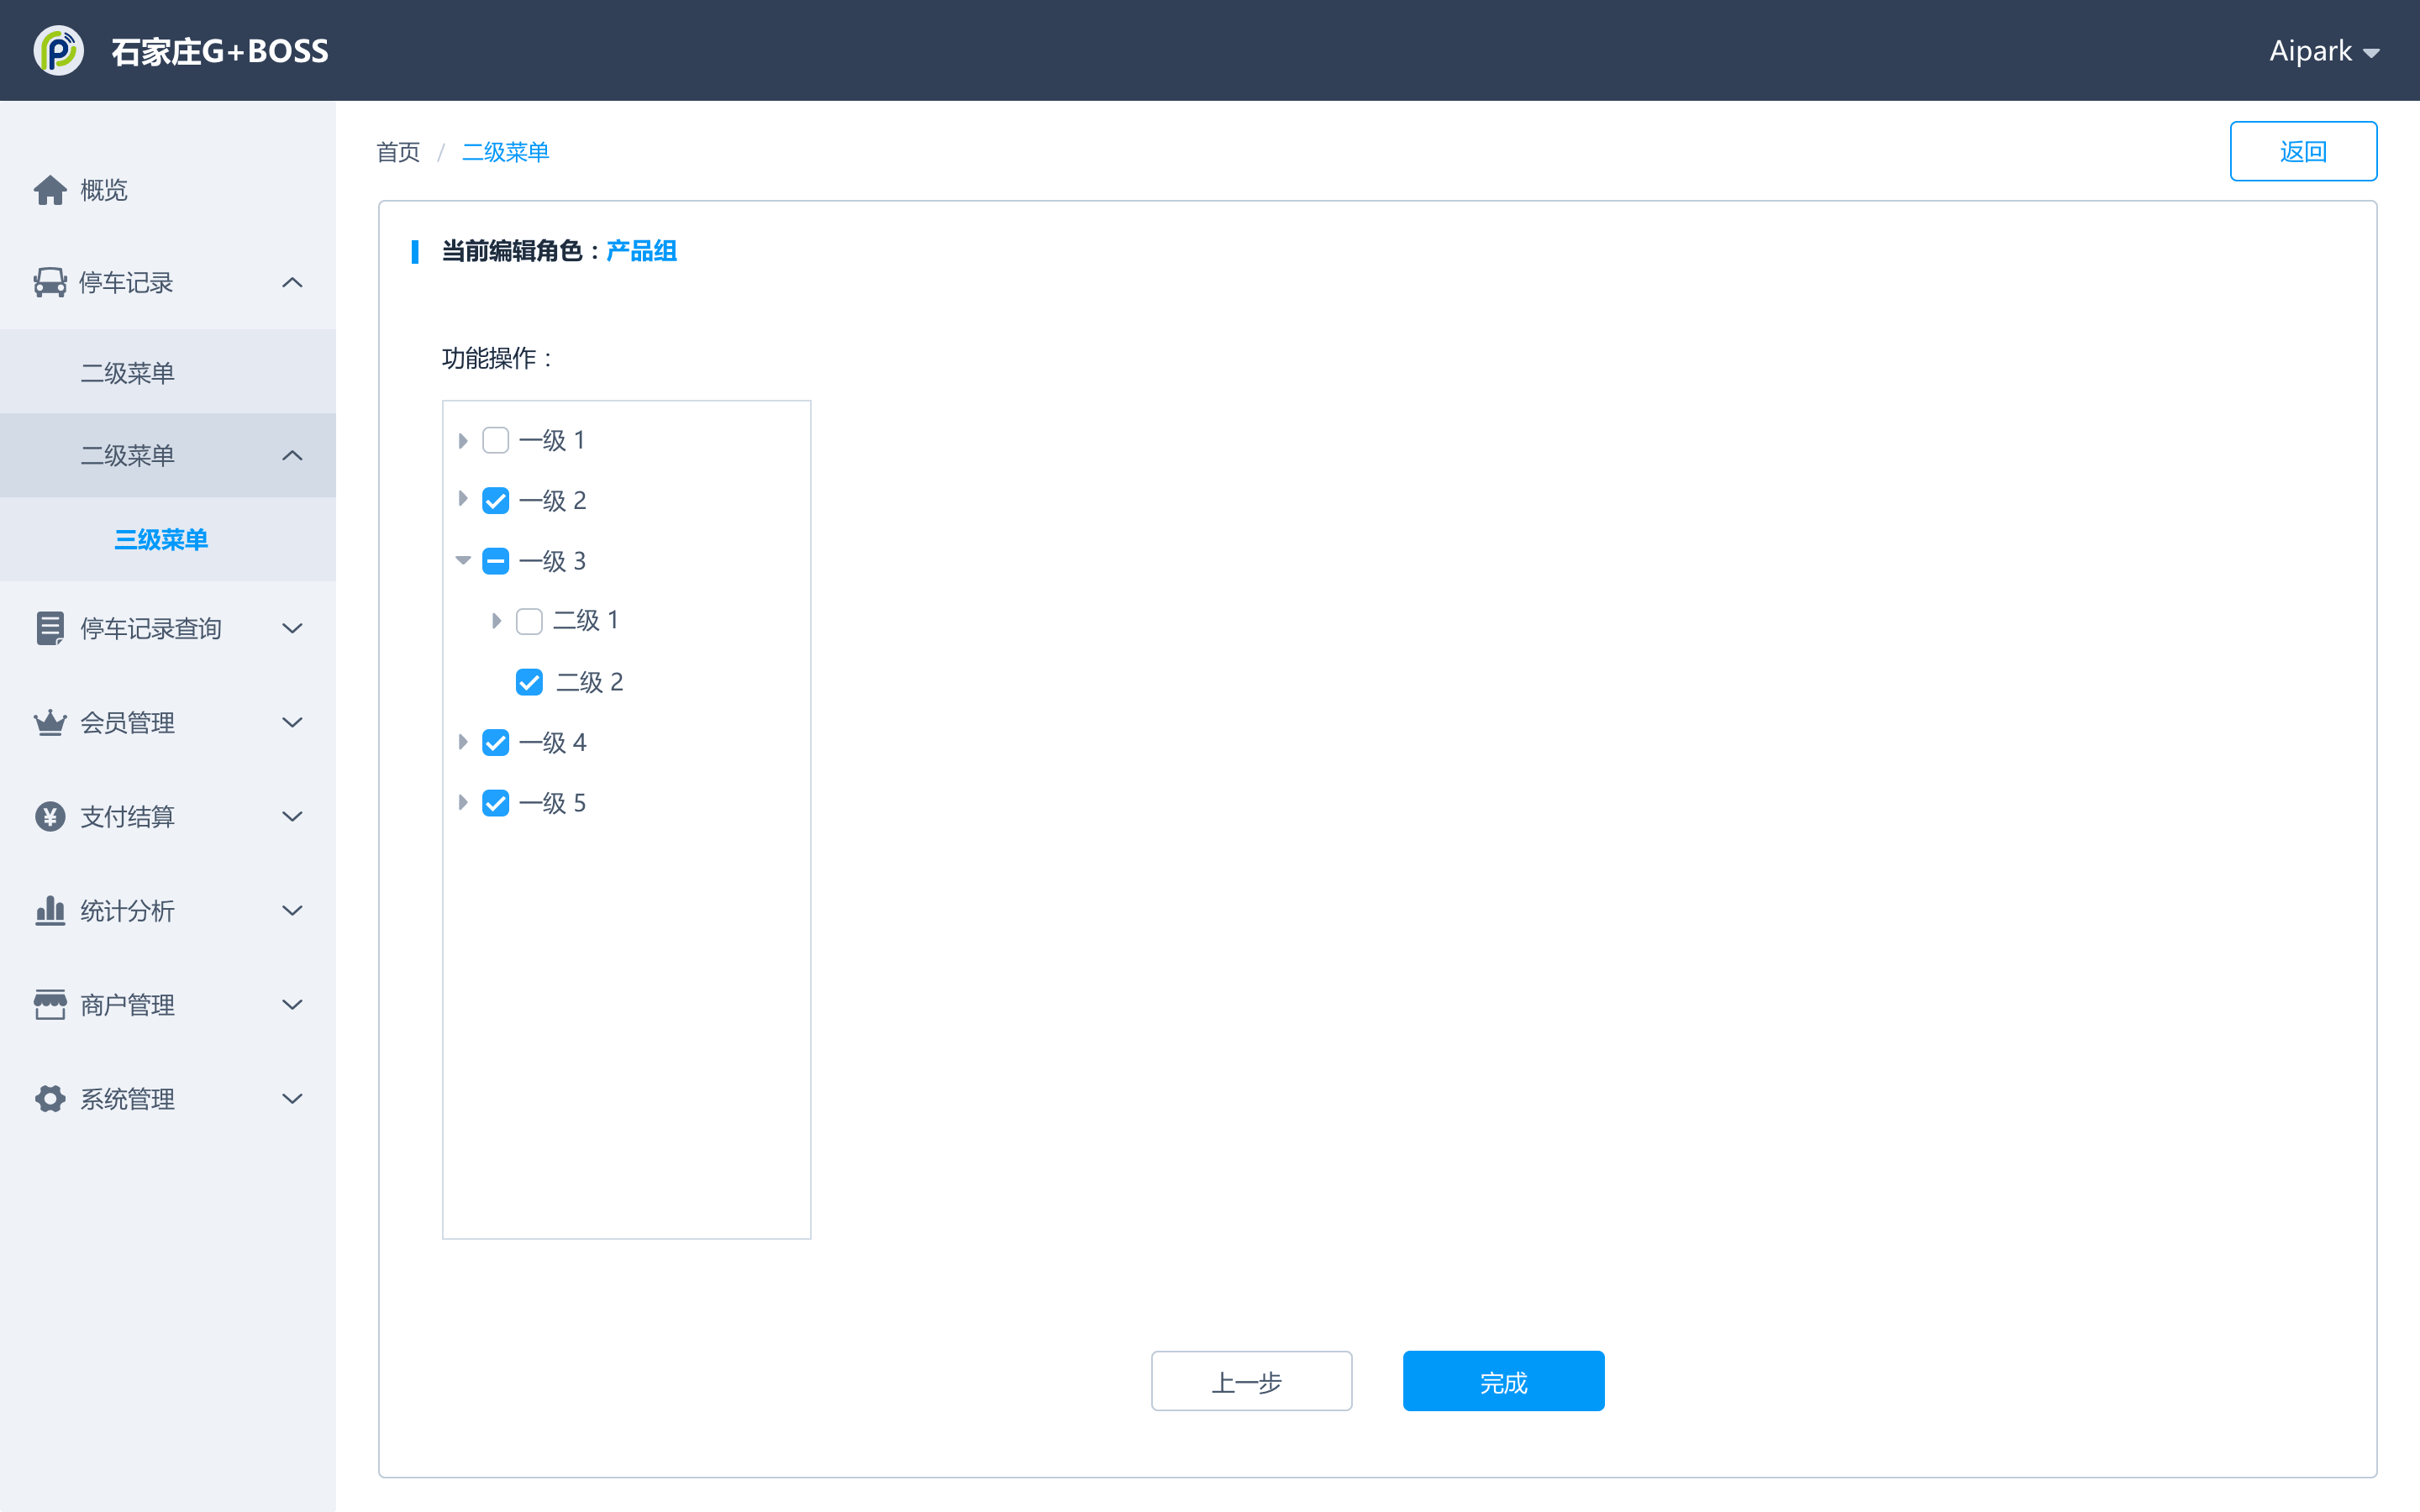 石家庄G+BOSS
Aipark
概览
停车记录
二级菜单
二级菜单
三级菜单
停车记录查询
会员管理
支付结算
统计分析
商户管理
系统管理
首页 / 二级菜单
返回
当前编辑角色：产品组
功能操作：
一级 1
一级 2
一级 3
二级 1
二级 2
一级 4
一级 5
上一步
完成